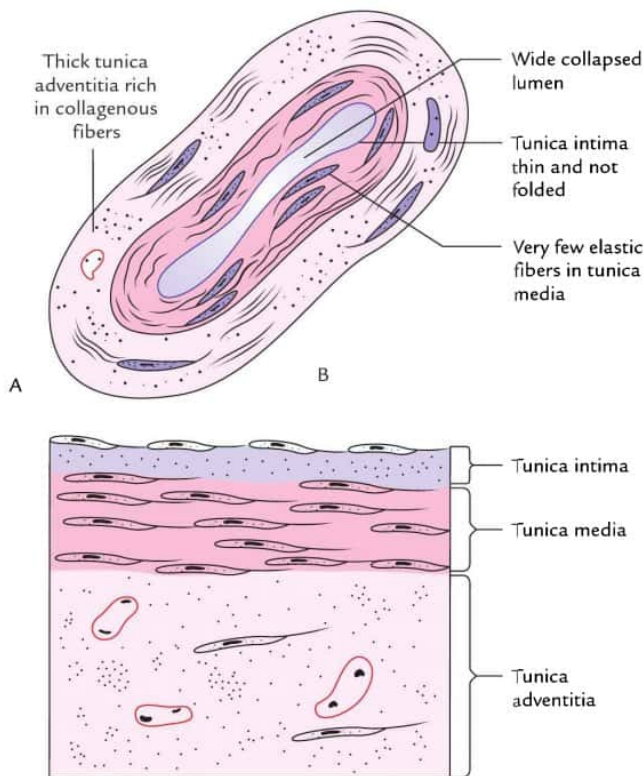 Thick tunica
adventitia rich
in collagenous
fibers
Wide collapsed
lumen
Tunica intima
thin and not
folded
Very few elastic
fibers in tunica
media
A
B
Tunica intima
Tunica media
Tunica
adventitia